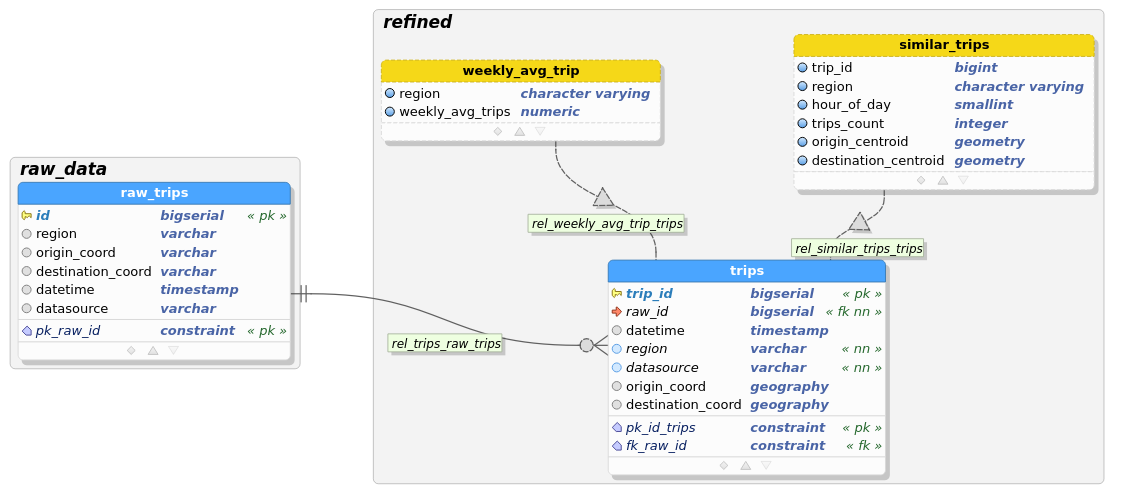 refined
weekly_avg_trip
region character varying
weekly_avg_trips numeric
similar_trips
trip_id bigint
region character varying
hour_of_day smallint
trips_count integer
origin_centroid geometry
destination_centroid geometry
raw_data
raw_trips
id bigserial « pk »
region varchar
origin_coord varchar
destination_coord varchar
datetime timestamp
datasource varchar
pk_raw_id constraint « pk »
rel_weekly_avg_trip_trips
rel_similar_trips_trips
rel_trips_raw_trips
trips
trip_id bigserial « pk »
raw_id bigserial « fk nn »
datetime timestamp
region varchar « nn »
datasource varchar « nn »
origin_coord geography
destination_coord geography
pk_id_trips constraint « pk »
fk_raw_id constraint « fk »